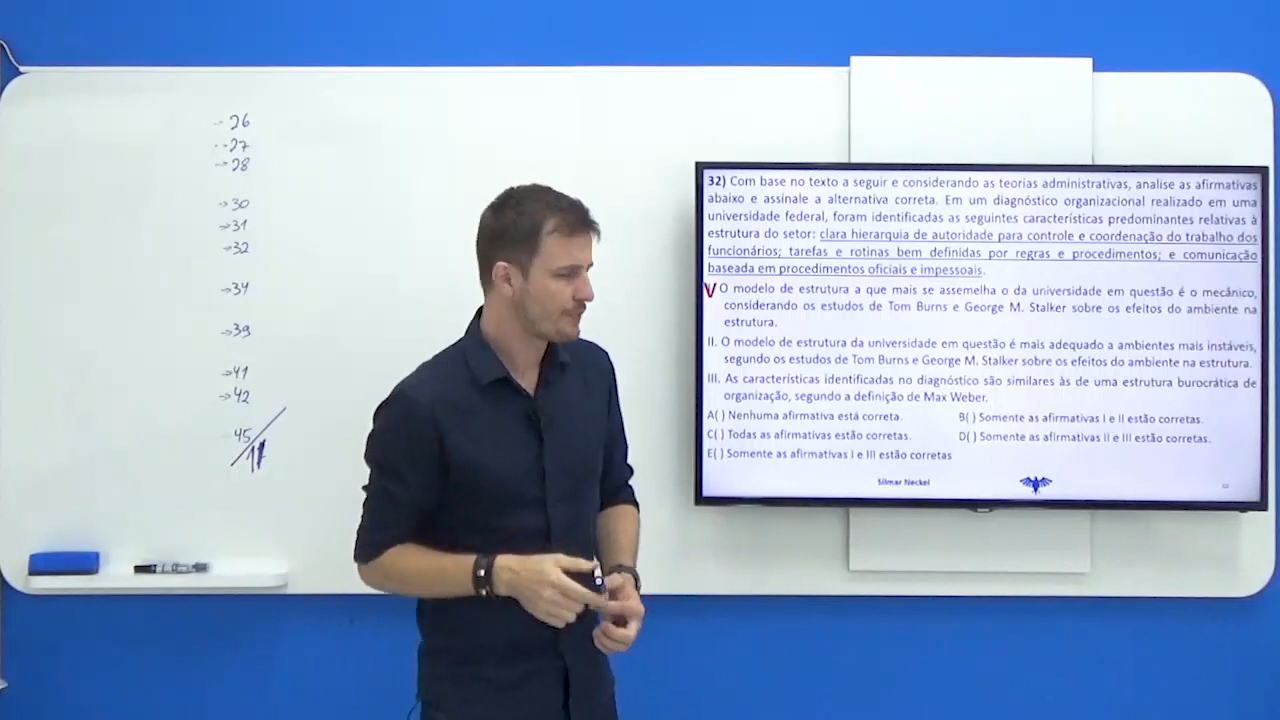 → 26
→ 27
→ 28
→ 30
→ 31
→ 32
→ 34
→ 39
→ 41
→ 42
45
11
32) Com base no texto a seguir e considerando as teorias administrativas, analise as afirmativas
abaixo e assinale a alternativa correta. Em um diagnóstico organizacional realizado em uma
universidade federal, foram identificadas as seguintes características predominantes relativas à
estrutura do setor: clara hierarquia de autoridade para controle e coordenação do trabalho dos
funcionários; tarefas e rotinas bem definidas por regras e procedimentos; e comunicação
baseada em procedimentos oficiais e impessoais.
V O modelo de estrutura a que mais se assemelha o da universidade em questão é o mecânico,
considerando os estudos de Tom Burns e George M. Stalker sobre os efeitos do ambiente na
estrutura.
II. O modelo de estrutura da universidade em questão é mais adequado a ambientes mais instáveis,
segundo os estudos de Tom Burns e George M. Stalker sobre os efeitos do ambiente na estrutura.
III. As características identificadas no diagnóstico são similares às de uma estrutura burocrática de
organização, segundo a definição de Max Weber.
A( ) Nenhuma afirmativa está correta. B( ) Somente as afirmativas I e II estão corretas.
C( ) Todas as afirmativas estão corretas. D( ) Somente as afirmativas II e III estão corretas.
E( ) Somente as afirmativas I e III estão corretas
Silmar Neckel